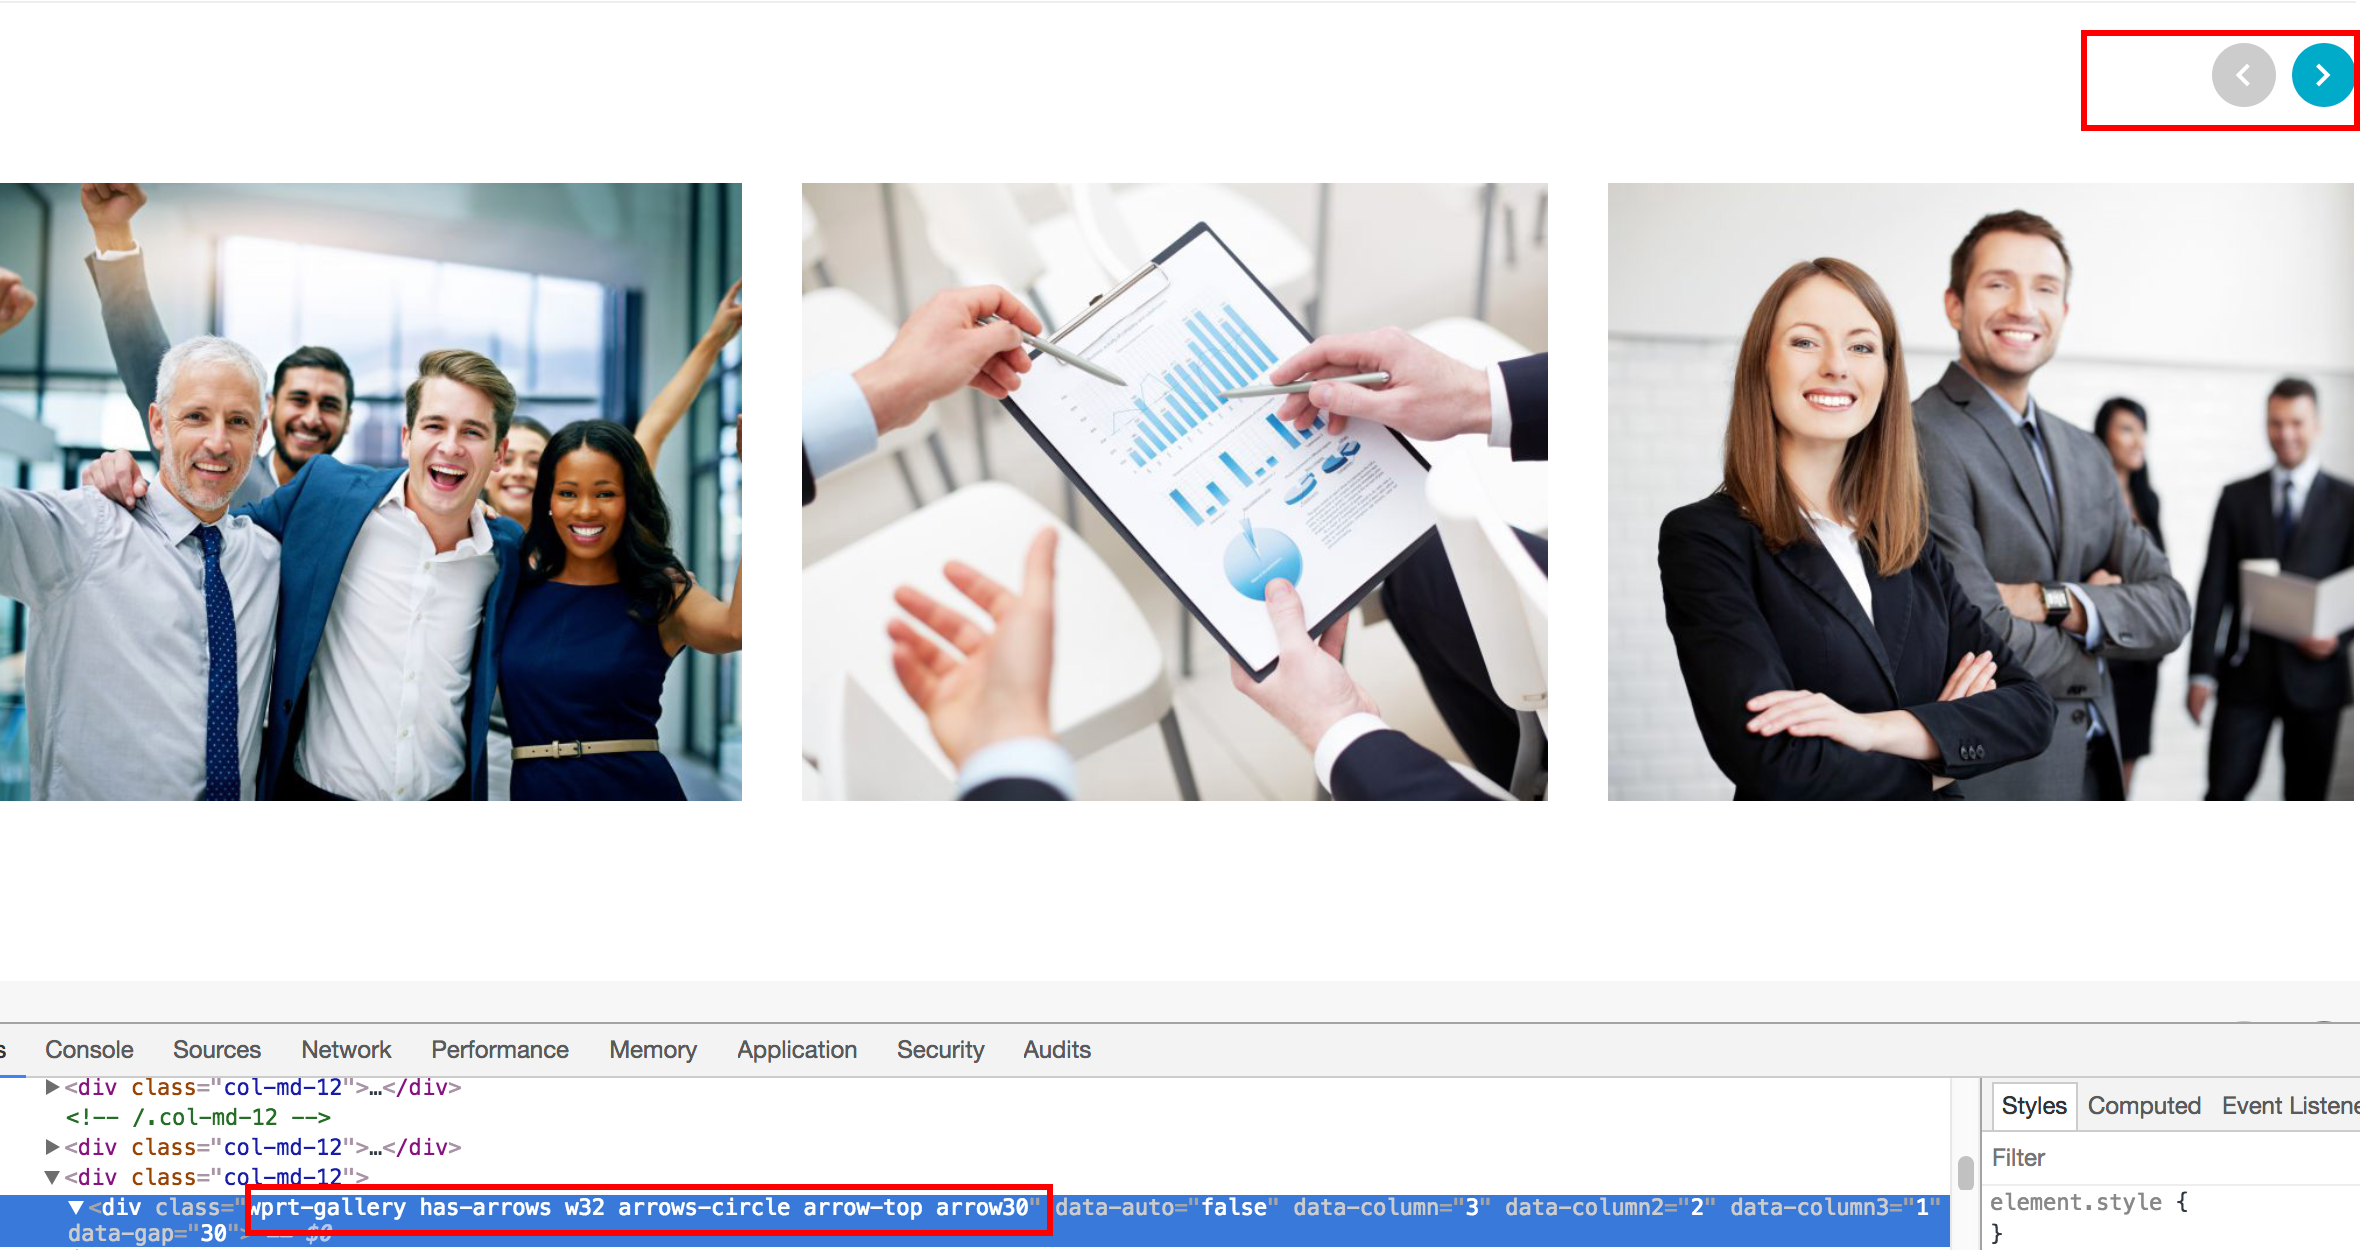 Console Sources Network Performance Memory Application Security Audits
▶<div class="col-md-12">…</div>
<!-- /.col-md-12 -->
▶<div class="col-md-12">…</div>
▼<div class="col-md-12">
▼<div class="wprt-gallery has-arrows w32 arrows-circle arrow-top arrow30" data-auto="false" data-column="3" data-column2="2" data-column3="1"
data-gap="30"> == $0
Styles Computed Event Listene
Filter
element.style {
}